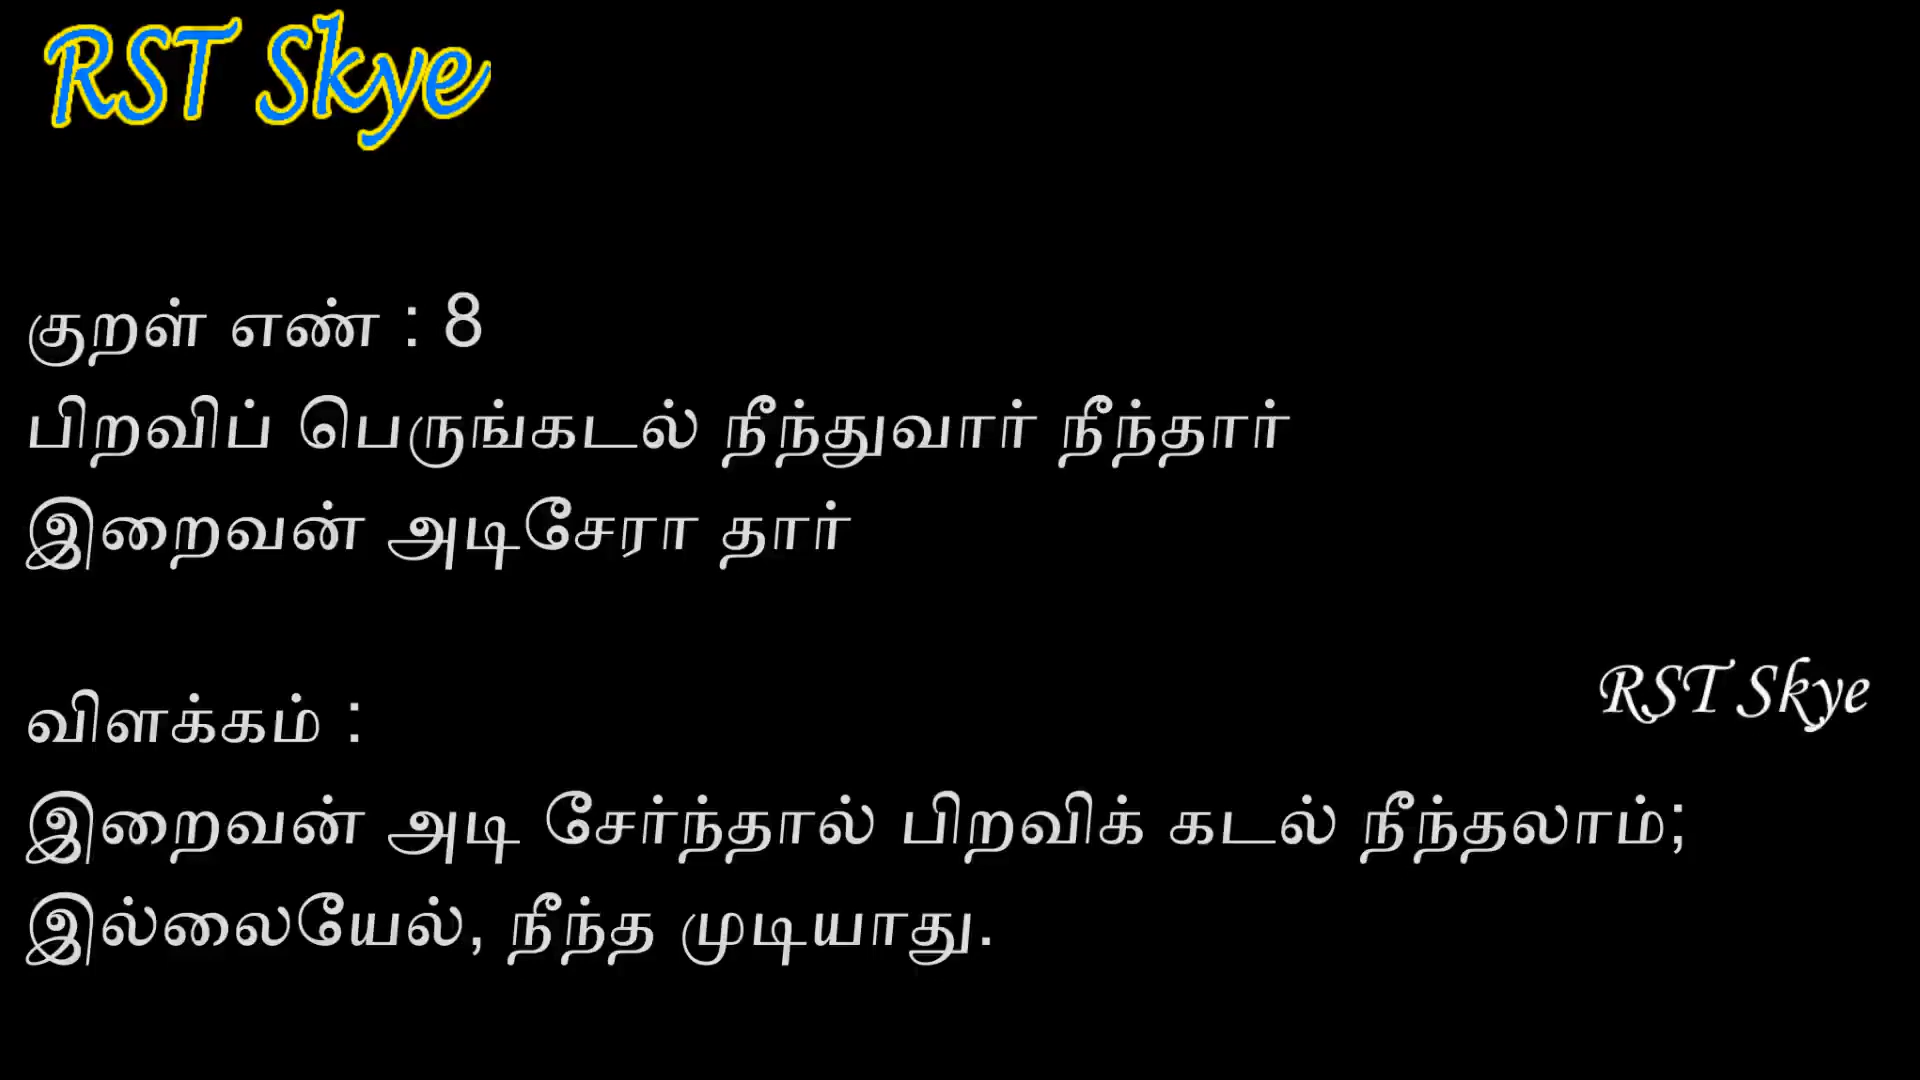 RST Skye
குறள் எண் : 8
பிறவிப் பெருங்கடல் நீந்துவார் நீந்தார்
இறைவன் அடிசேரா தார்
விளக்கம் :
RST Skye
இறைவன் அடி சேர்ந்தால் பிறவிக் கடல் நீந்தலாம்;
இல்லையேல், நீந்த முடியாது.